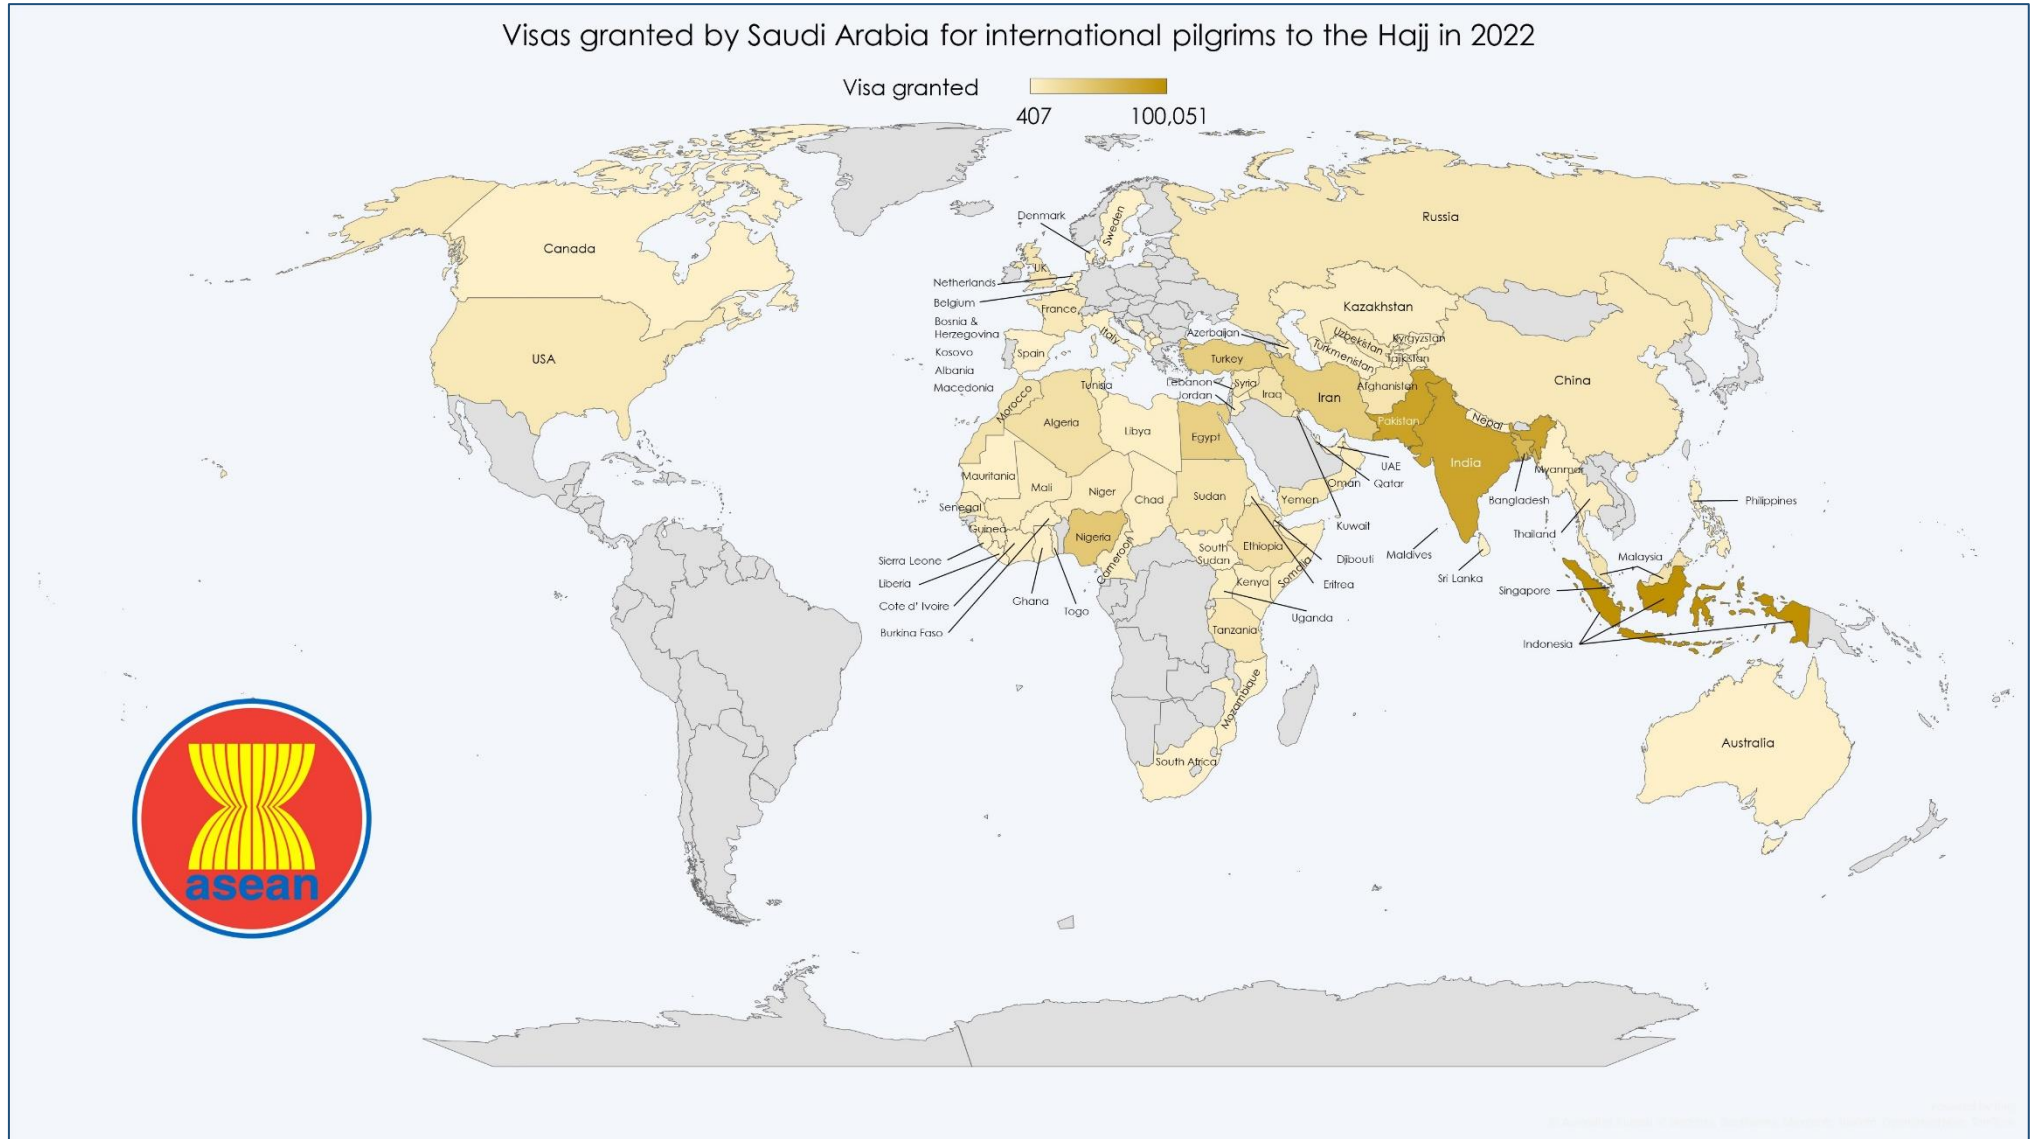 Visas granted by Saudi Arabia for international pilgrims to the Hajj in 2022
Visa granted
407
100,051
Denmark
Sweden
Russia
Canada
UK
Netherlands
Belgium
Bosnia &
Herzegovina
Kosovo
Albania
Macedonia
France
Italy
Spain
Azerbaijan
Kazakhstan
Uzbekistan
Kyrgyzstan
Turkmenistan
Tajikistan
USA
Turkey
China
Tunisia
Lebanon
Jordan
Syria
Iraq
Iran
Afghanistan
Morocco
Algeria
Libya
Egypt
Pakistan
Nepal
India
UAE
Oman
Qatar
Myanmar
Mauritania
Mali
Niger
Chad
Sudan
Yemen
Bangladesh
Philippines
Senegal
Guinea
Nigeria
Kuwait
Thailand
Cameroon
South
Sudan
Ethiopia
Djibouti
Somalia
Maldives
Malaysia
Sierra Leone
Liberia
Cote d' Ivoire
Burkina Faso
Ghana
Togo
Kenya
Eritrea
Sri Lanka
Singapore
Uganda
Tanzania
Indonesia
Mozambique
South Africa
Australia
asean